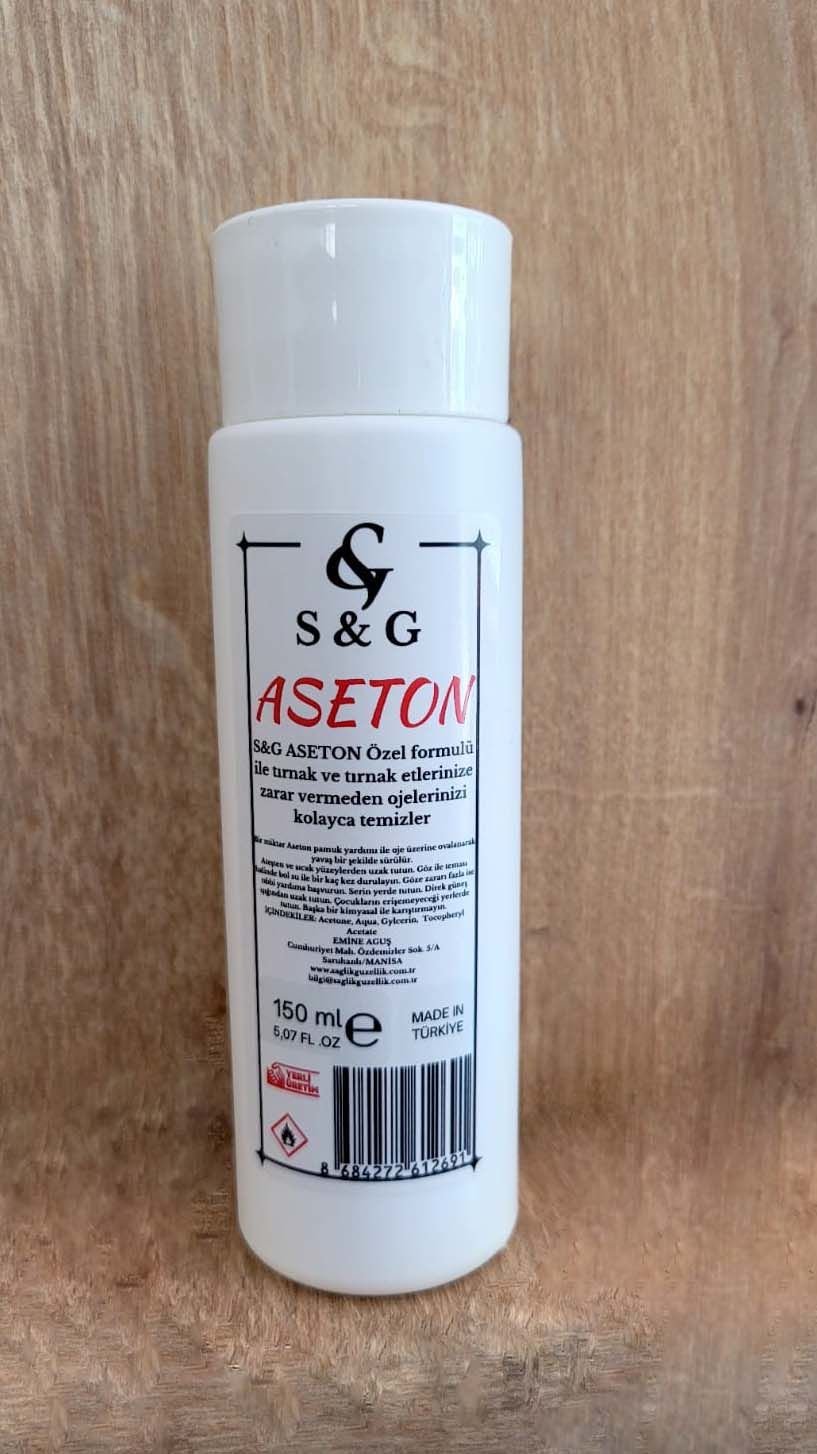 S & G
ASETON
S&G ASETON Özel formulü
ile tırnak ve tırnak etlerinize
zarar vermeden ojelerinizi
kolayca temizler
Bir miktar Aseton pamuk yardımı ile oje üzerine ovalanarak
yavaş bir şekilde sürülür.
Ateşten ve sıcak yüzeylerden uzak tutun. Göz ile teması
halinde bol su ile bir kaç kez durulayın. Göze zararı fazla ise
tıbbi yardıma başvurun. Serin yerde tutun. Direk güneş
ışığından uzak tutun. Çocukların erişemeyeceği yerlerde
tutun. Başka bir kimyasal ile karıştırmayın.
İÇİNDEKİLER: Acetone, Aqua, Gylcerin, Tocopheryl
Acetate
EMİNE AGUŞ
Cumhuriyet Mah. Özdemizler Sok. 5/A
Saruhanlı/MANİSA
www.saglikguzellik.com.tr
bilgi@saglikguzellik.com.tr
150 ml e
5,07 FL .OZ
MADE IN
TÜRKİYE
YERLİ
ÜRETİM
8 684272 612691